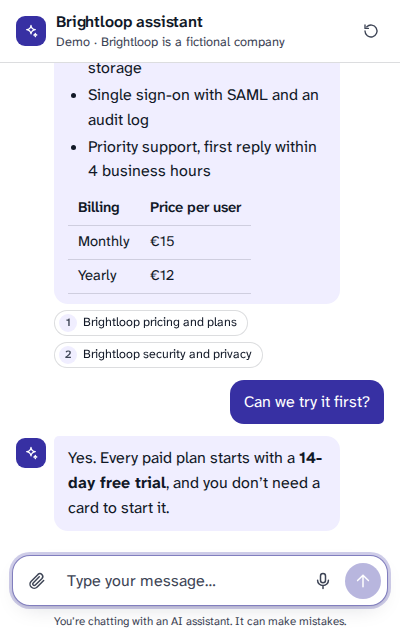 Brightloop assistant
Demo · Brightloop is a fictional company
storage
Single sign-on with SAML and an
audit log
Priority support, first reply within
4 business hours
Billing Price per user
Monthly €15
Yearly €12
1 Brightloop pricing and plans
2 Brightloop security and privacy
Can we try it first?
Yes. Every paid plan starts with a 14-
day free trial, and you don’t need a
card to start it.
Type your message...
You’re chatting with an AI assistant. It can make mistakes.